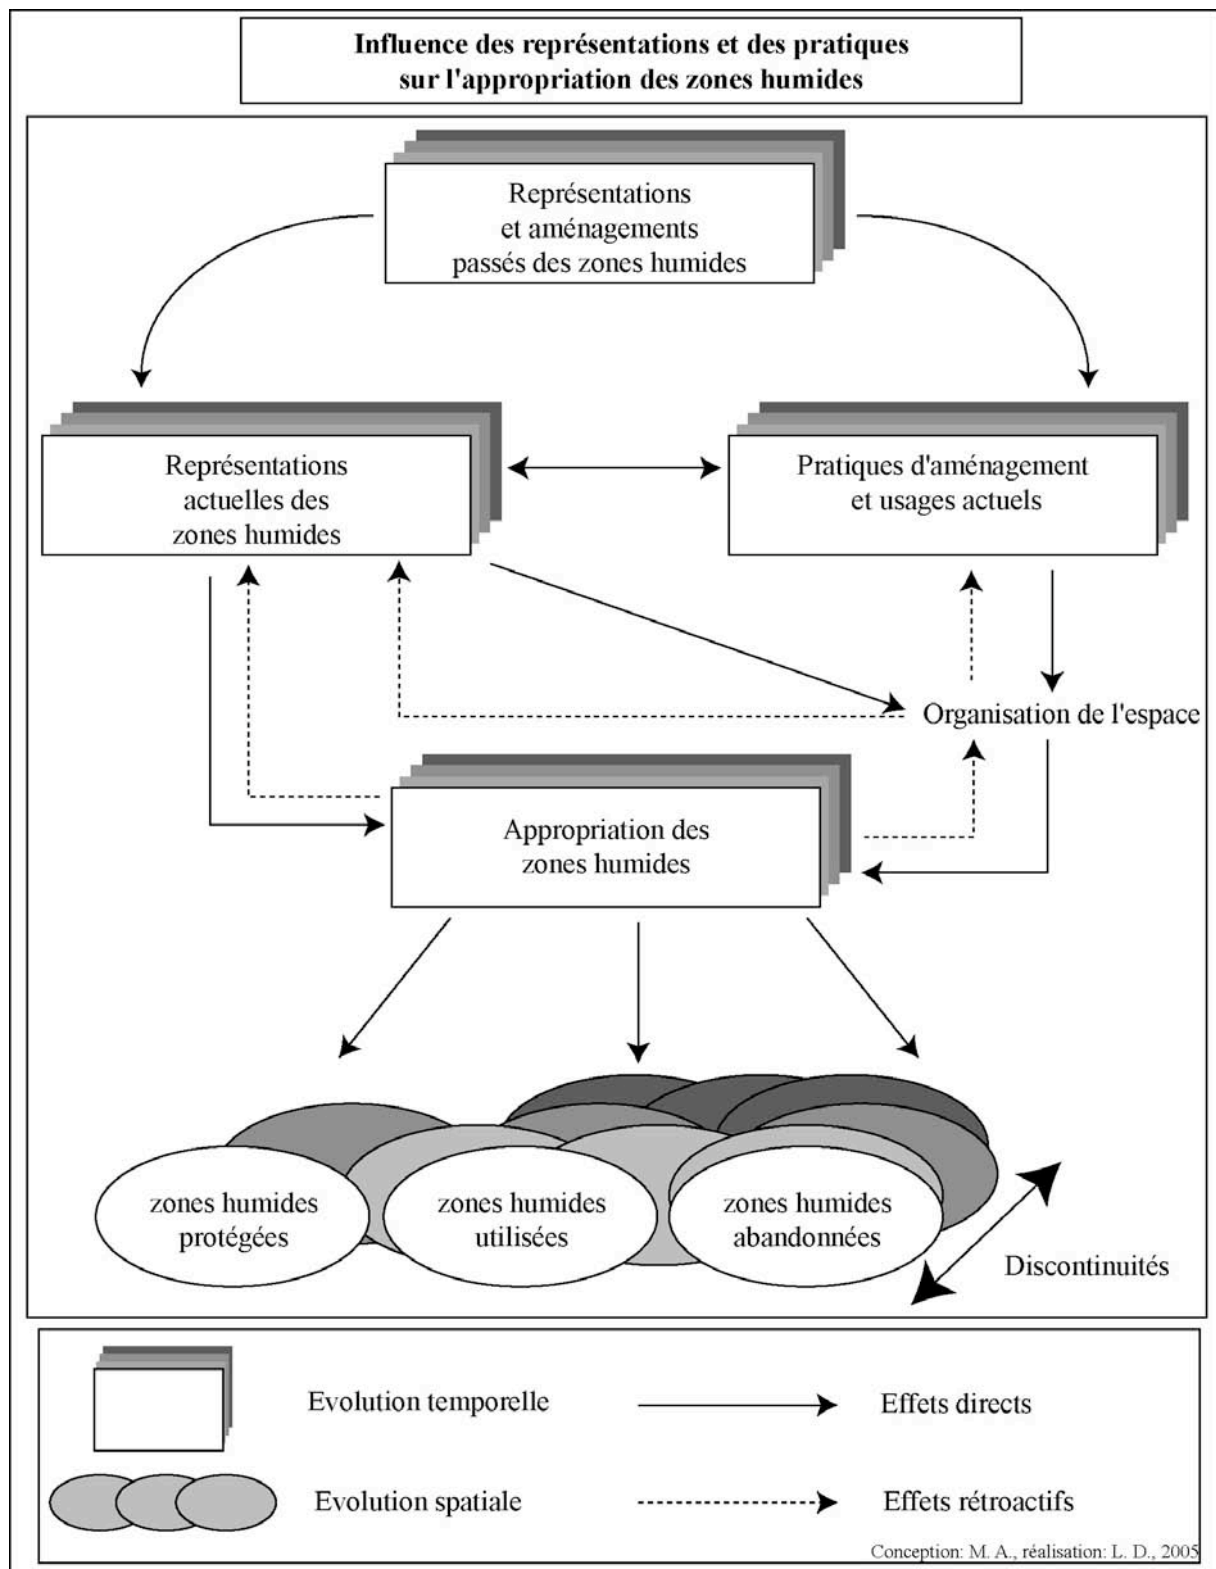 Influence des représentations et des pratiques
sur l'appropriation des zones humides
Représentations
et aménagements
passés des zones humides
Représentations
actuelles des
zones humides
Pratiques d'aménagement
et usages actuels
Organisation de l'espace
Appropriation des
zones humides
zones humides
protégées
zones humides
utilisées
zones humides
abandonnées
Discontinuités
Evolution temporelle
Effets directs
Evolution spatiale
Effets rétroactifs
Conception: M. A., réalisation: L. D., 2005